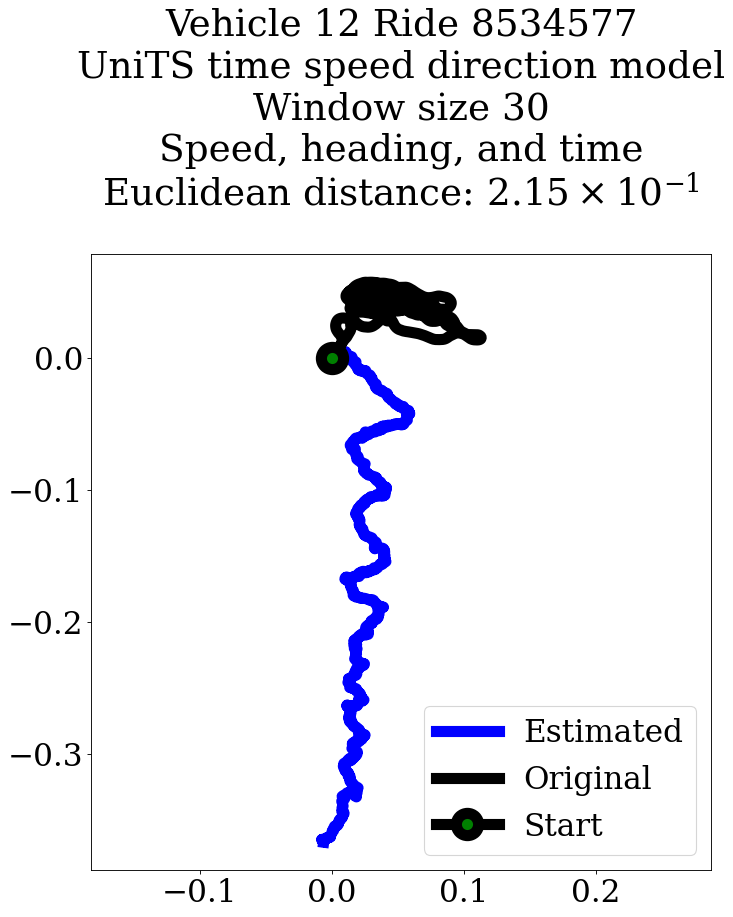 Vehicle 12 Ride 8534577
UniTS time speed direction model
Window size 30
Speed, heading, and time
Euclidean distance: 2.15 × 10⁻¹
0.0
−0.1
−0.2
−0.3
Estimated
Original
Start
−0.1
0.0
0.1
0.2